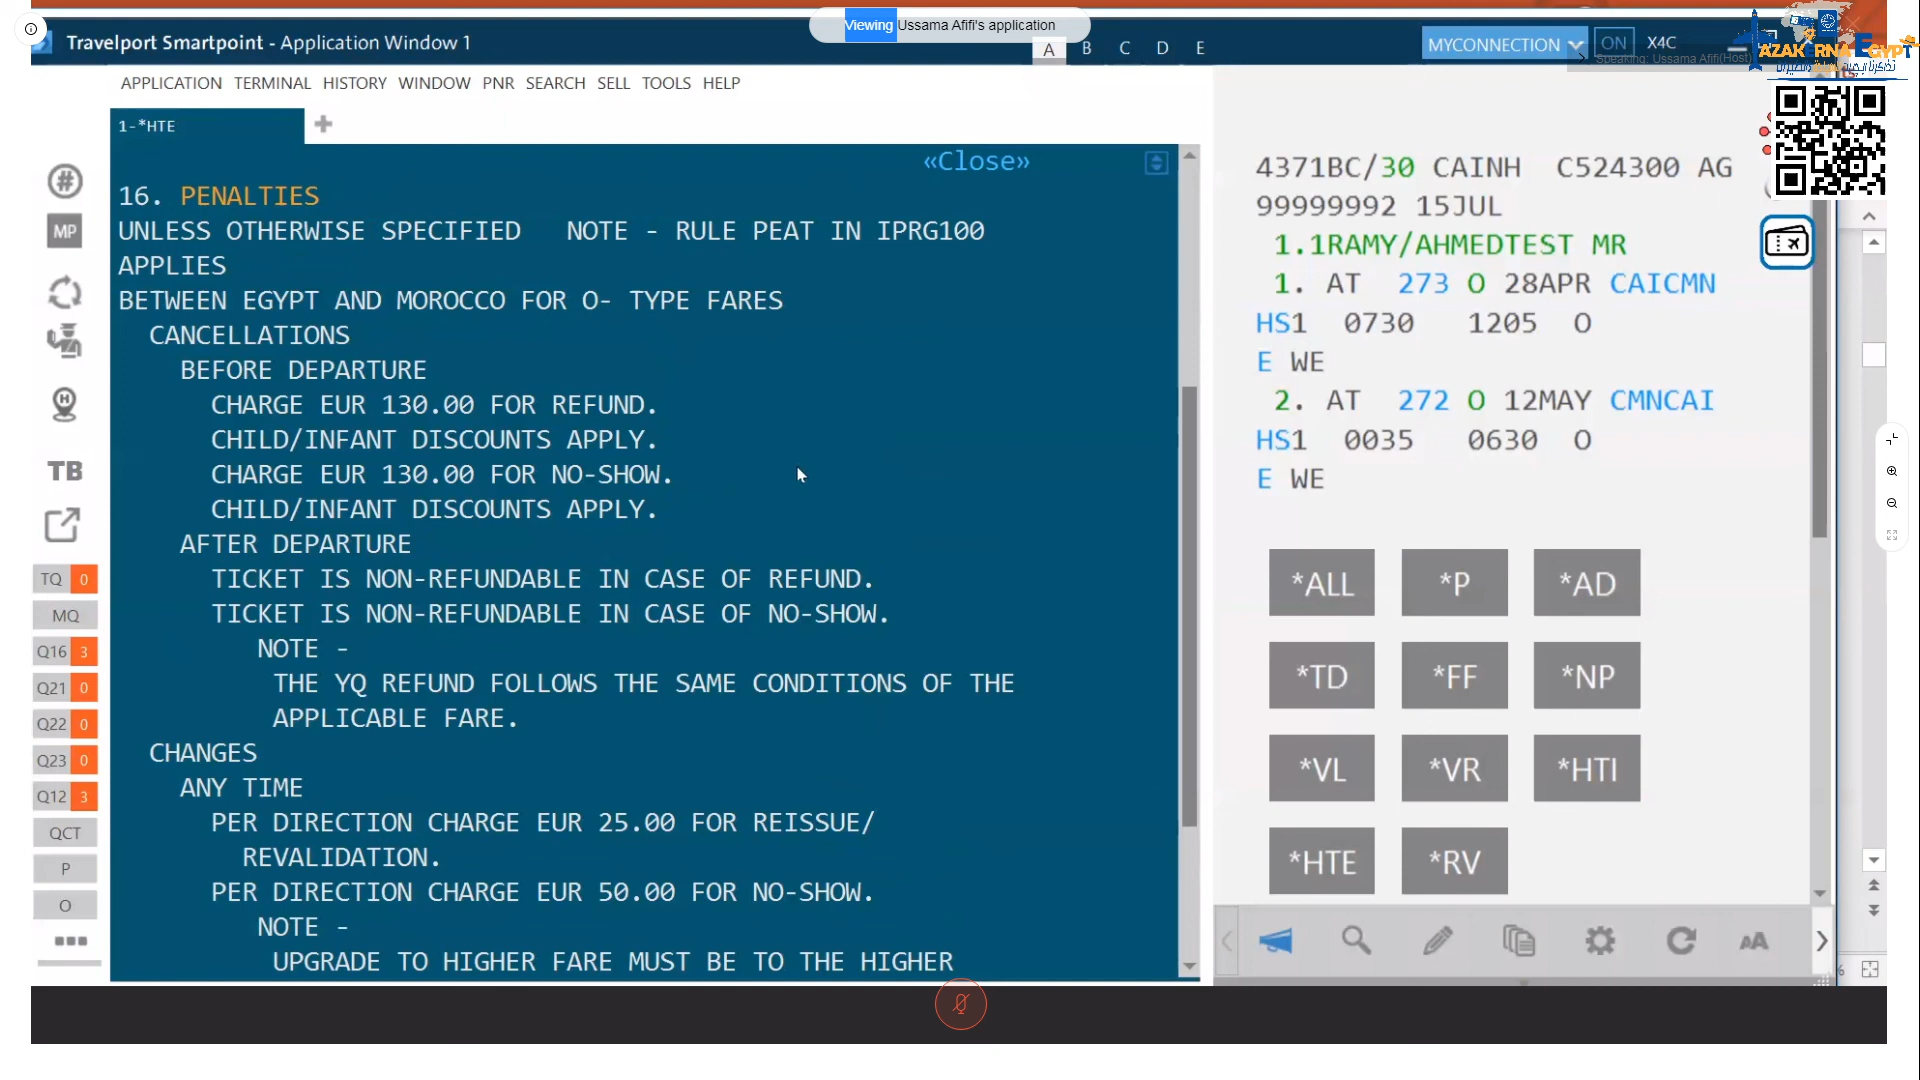 Viewing Ussama Afifi's application
Travelport Smartpoint - Application Window 1
A B C D E
MYCONNECTION ON X4C
Speaking: Ussama Afifi(Host)
AZAK RNA EGYPT
APPLICATION TERMINAL HISTORY WINDOW PNR SEARCH SELL TOOLS HELP
1-*HTE
«Close»
16. PENALTIES
UNLESS OTHERWISE SPECIFIED NOTE - RULE PEAT IN IPRG100
APPLIES
BETWEEN EGYPT AND MOROCCO FOR O- TYPE FARES
CANCELLATIONS
BEFORE DEPARTURE
CHARGE EUR 130.00 FOR REFUND.
CHILD/INFANT DISCOUNTS APPLY.
CHARGE EUR 130.00 FOR NO-SHOW.
CHILD/INFANT DISCOUNTS APPLY.
AFTER DEPARTURE
TICKET IS NON-REFUNDABLE IN CASE OF REFUND.
TICKET IS NON-REFUNDABLE IN CASE OF NO-SHOW.
NOTE -
THE YQ REFUND FOLLOWS THE SAME CONDITIONS OF THE
APPLICABLE FARE.
CHANGES
ANY TIME
PER DIRECTION CHARGE EUR 25.00 FOR REISSUE/
REVALIDATION.
PER DIRECTION CHARGE EUR 50.00 FOR NO-SHOW.
NOTE -
UPGRADE TO HIGHER FARE MUST BE TO THE HIGHER
#
MP
H
TB
TQ 0
MQ
Q16 3
Q21 0
Q22 0
Q23 0
Q12 3
QCT
P
O
4371BC/30 CAINH C524300 AG
99999992 15JUL
1.1RAMY/AHMEDTEST MR
1. AT 273 O 28APR CAICMN
HS1 0730 1205 O
E WE
2. AT 272 O 12MAY CMNCAI
HS1 0035 0630 O
E WE
*ALL *P *AD
*TD *FF *NP
*VL *VR *HTI
*HTE *RV
AA
%